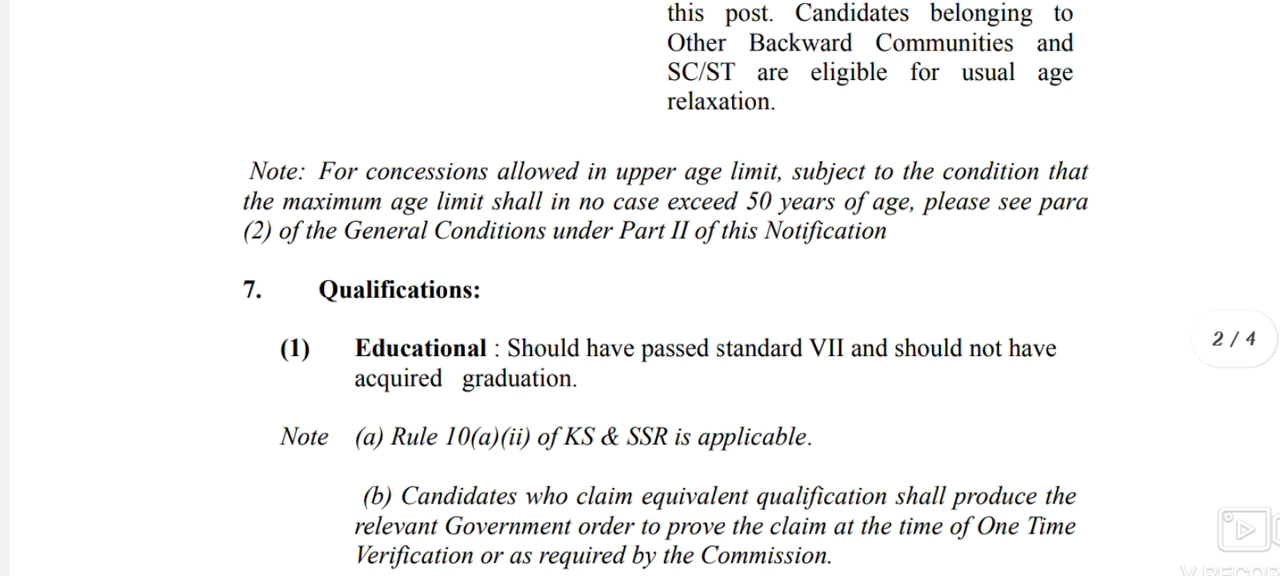 this post. Candidates belonging to
Other Backward Communities and
SC/ST are eligible for usual age
relaxation.
Note: For concessions allowed in upper age limit, subject to the condition that
the maximum age limit shall in no case exceed 50 years of age, please see para
(2) of the General Conditions under Part II of this Notification
7. Qualifications:
(1) Educational : Should have passed standard VII and should not have
acquired graduation.
2 / 4
Note (a) Rule 10(a)(ii) of KS & SSR is applicable.
(b) Candidates who claim equivalent qualification shall produce the
relevant Government order to prove the claim at the time of One Time
Verification or as required by the Commission.